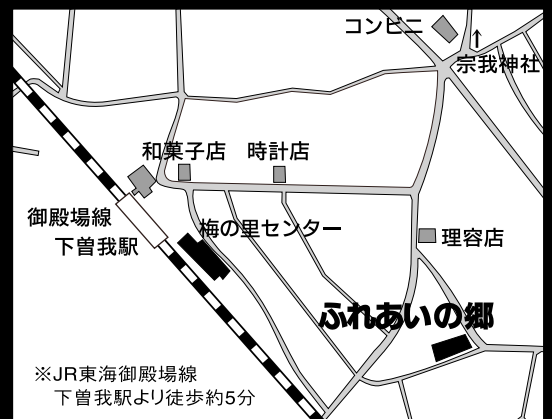 コンビニ
↑
宗我神社
和菓子店
時計店
御殿場線
下曽我駅
梅の里センター
理容店
ふれあいの郷
※JR東海御殿場線
下曽我駅より徒歩約5分